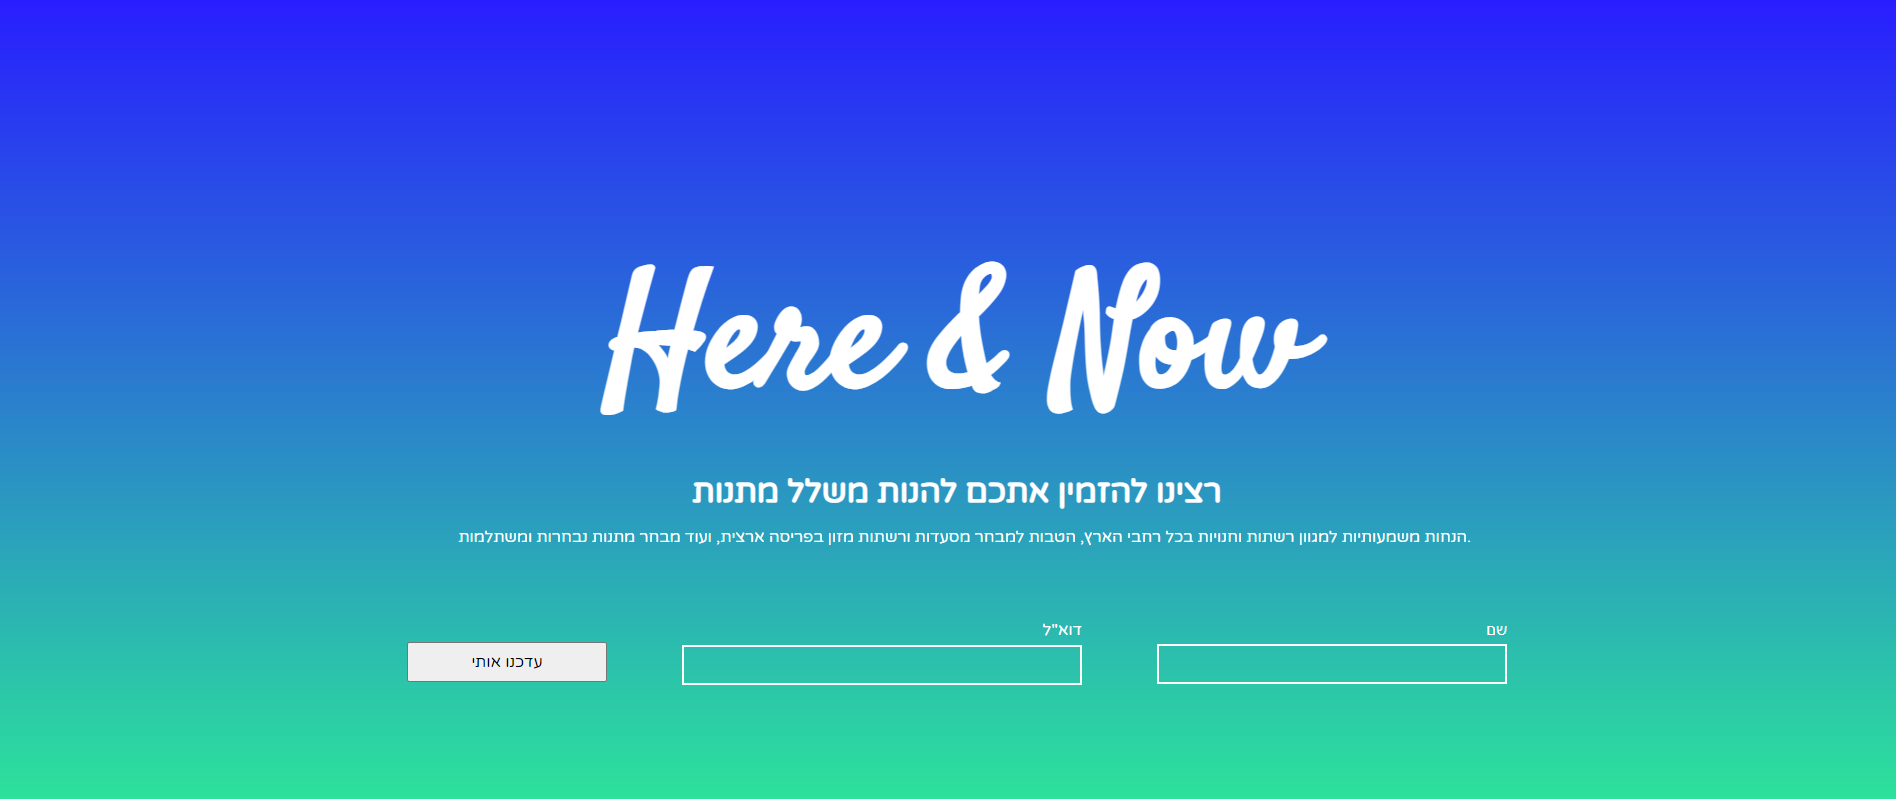 Here & Now
רצינו להזמין אתכם להנות משלל מתנות
הנחות משמעותיות למגוון רשתות וחנויות בכל רחבי הארץ, הטבות למבחר מסעדות ורשתות מזון בפריסה ארצית, ועוד מבחר מתנות נבחרות ומשתלמות.
שם
דוא"ל
עדכנו אותי